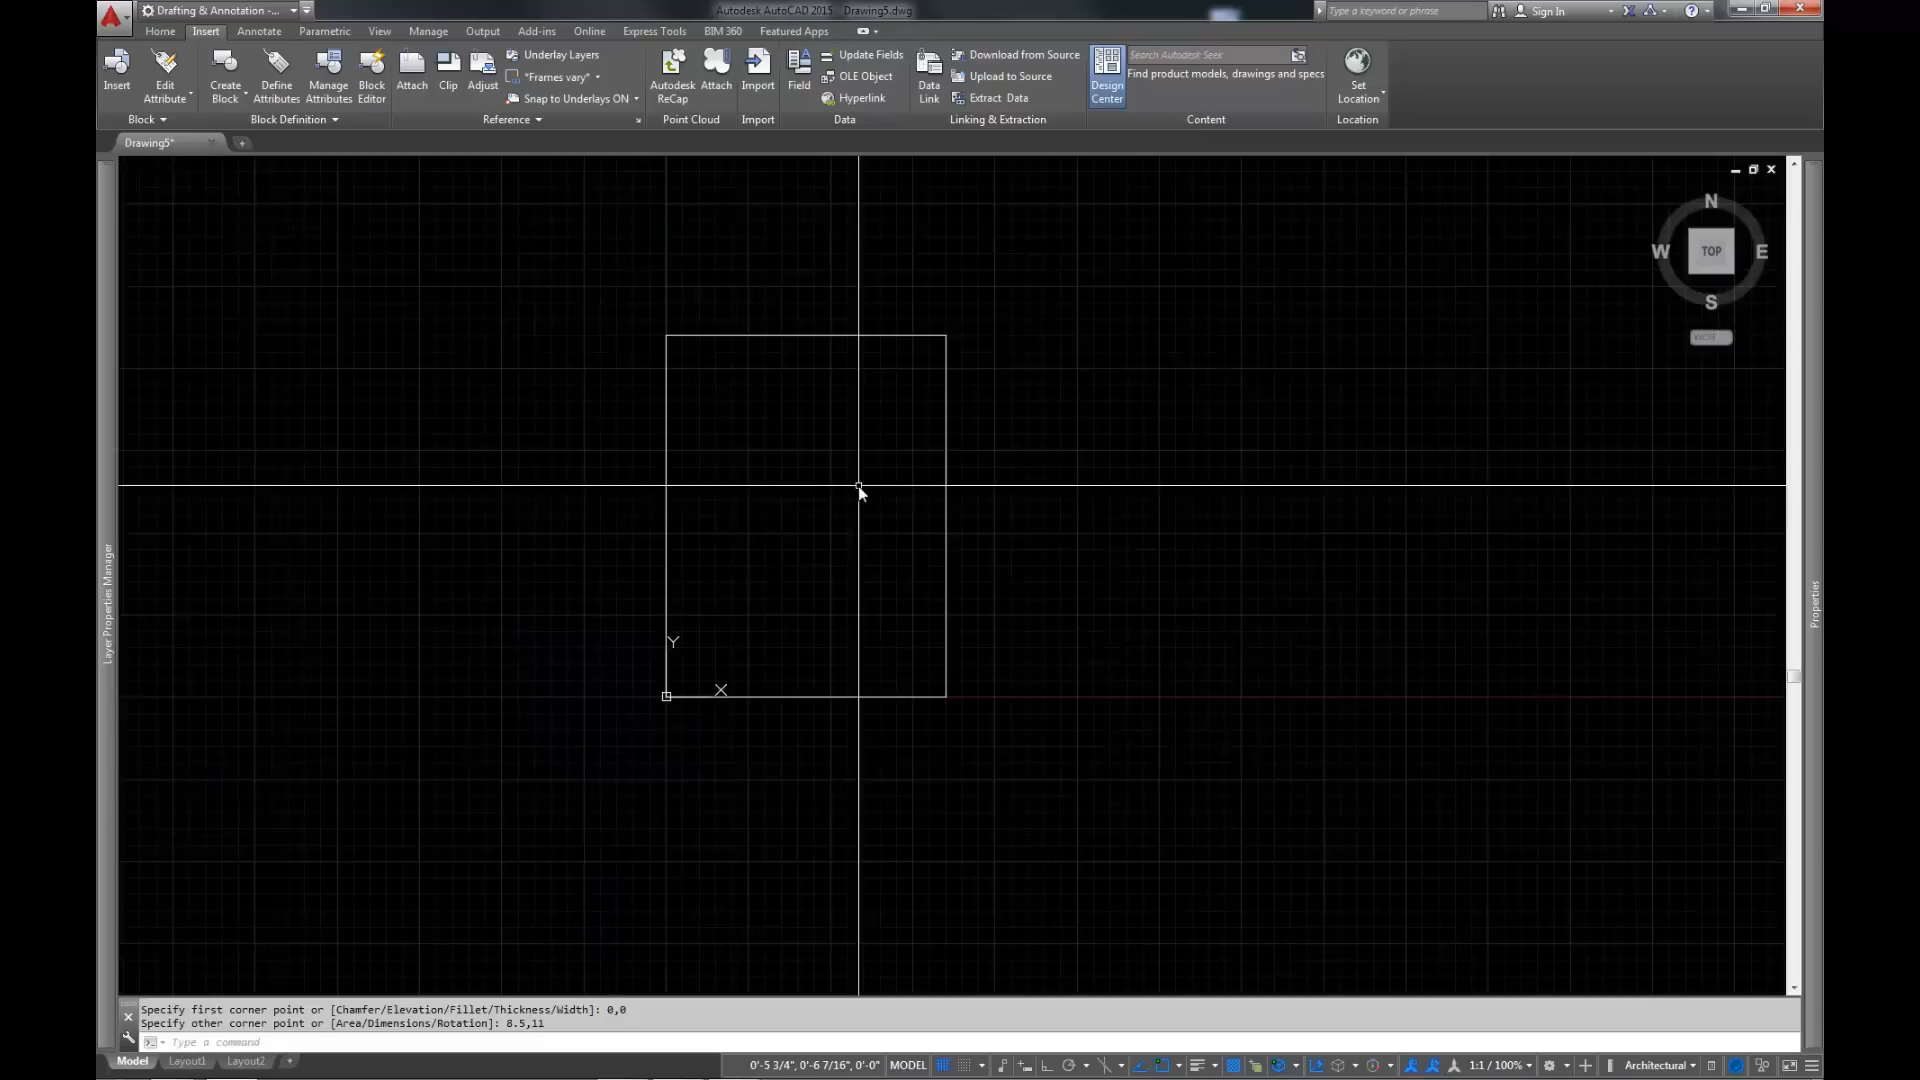 Drafting & Annotation -...
Autodesk AutoCAD 2015 Drawing5.dwg
Type a keyword or phrase
Sign In
Home Insert Annotate Parametric View Manage Output Add-ins Online Express Tools BIM 360 Featured Apps
Insert
Edit Attribute
Create Block
Define Attributes
Manage Attributes
Block Editor
Attach
Clip
Adjust
Underlay Layers
*Frames vary*
Snap to Underlays ON
Autodesk ReCap
Attach
Import
Field
Update Fields
OLE Object
Hyperlink
Data Link
Download from Source
Upload to Source
Extract Data
Design Center
Search Autodesk Seek
Find product models, drawings and specs
Set Location
Block
Block Definition
Reference
Point Cloud
Import
Data
Linking & Extraction
Content
Location
Drawing5*
N
W TOP E
S
Layer Properties Manager
Properties
Y
X
Specify first corner point or [Chamfer/Elevation/Fillet/Thickness/Width]: 0,0
Specify other corner point or [Area/Dimensions/Rotation]: 8.5,11
Type a command
Model Layout1 Layout2
0'-5 3/4", 0'-6 7/16", 0'-0" MODEL
1:1 / 100%
Architectural